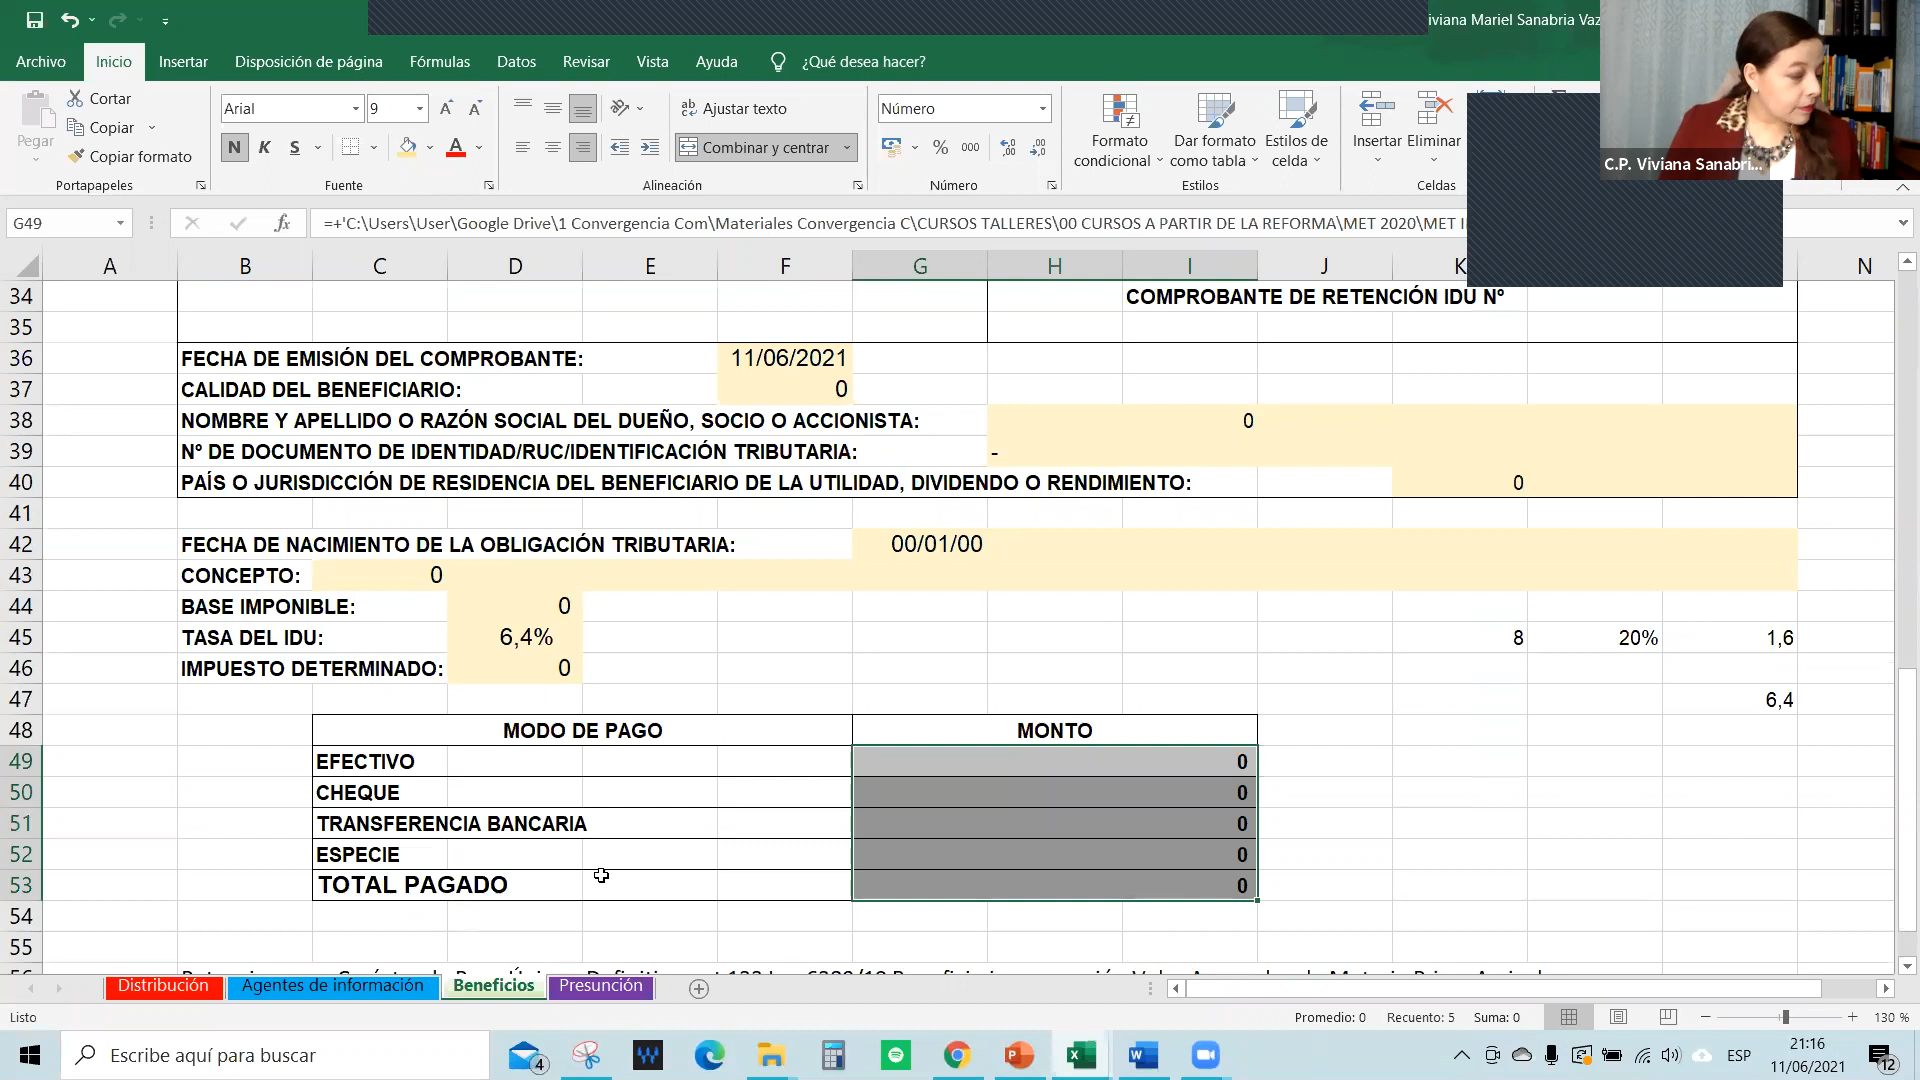 iviana Mariel Sanabria Vaz
Archivo Inicio Insertar Disposición de página Fórmulas Datos Revisar Vista Ayuda ¿Qué desea hacer?
Pegar Cortar Copiar Copiar formato
Arial 9 N K S A
Ajustar texto Combinar y centrar
Número % 000
Formato condicional Dar formato como tabla Estilos de celda Insertar Eliminar
Portapapeles Fuente Alineación Número Estilos Celdas
C.P. Viviana Sanabri...
G49 fx =+'C:\Users\User\Google Drive\1 Convergencia Com\Materiales Convergencia C\CURSOS TALLERES\00 CURSOS A PARTIR DE LA REFORMA\MET 2020\MET I
A B C D E F G H I J K N
34 COMPROBANTE DE RETENCIÓN IDU Nº
35
36 FECHA DE EMISIÓN DEL COMPROBANTE: 11/06/2021
37 CALIDAD DEL BENEFICIARIO: 0
38 NOMBRE Y APELLIDO O RAZÓN SOCIAL DEL DUEÑO, SOCIO O ACCIONISTA: 0
39 Nº DE DOCUMENTO DE IDENTIDAD/RUC/IDENTIFICACIÓN TRIBUTARIA: -
40 PAÍS O JURISDICCIÓN DE RESIDENCIA DEL BENEFICIARIO DE LA UTILIDAD, DIVIDENDO O RENDIMIENTO: 0
41
42 FECHA DE NACIMIENTO DE LA OBLIGACIÓN TRIBUTARIA: 00/01/00
43 CONCEPTO: 0
44 BASE IMPONIBLE: 0
45 TASA DEL IDU: 6,4% 8 20% 1,6
46 IMPUESTO DETERMINADO: 0
47 6,4
48 MODO DE PAGO MONTO
49 EFECTIVO 0
50 CHEQUE 0
51 TRANSFERENCIA BANCARIA 0
52 ESPECIE 0
53 TOTAL PAGADO 0
54
55
Distribución Agentes de información Beneficios Presunción
Listo Promedio: 0 Recuento: 5 Suma: 0 130 %
Escribe aquí para buscar 4 ESP 21:16 11/06/2021 12